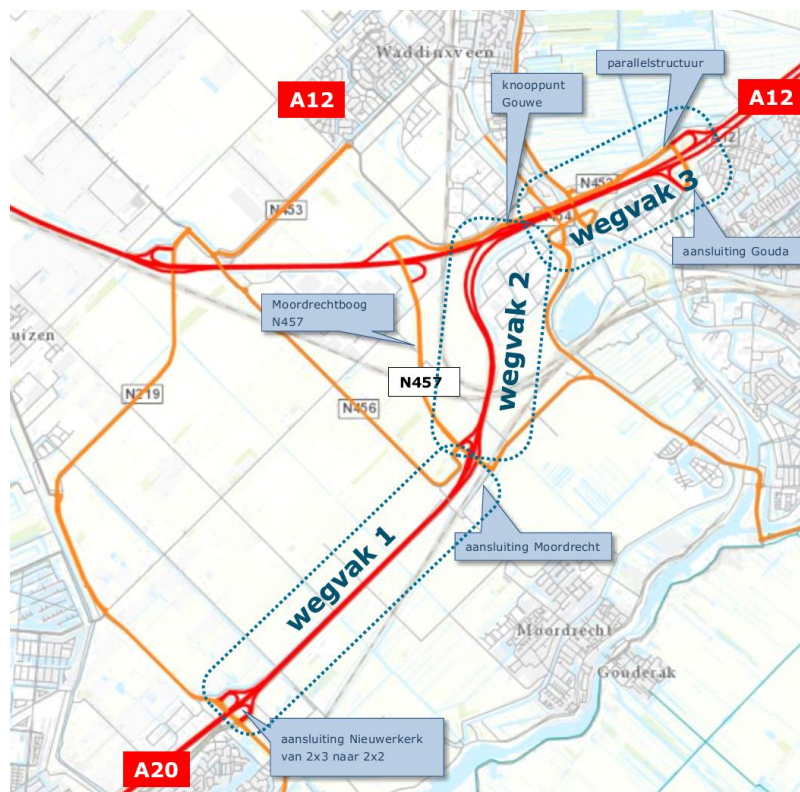 Waddinxveen
parallelstructuur
knooppunt
Gouwe
A12
A12
A12
N452
N453
wegvak 3
aansluiting Gouda
Moordrechtboog
N457
wegvak 2
uizen
N457
N219
N456
wegvak 1
aansluiting Moordrecht
Moordrecht
Gouderak
aansluiting Nieuwerkerk
van 2x3 naar 2x2
A20